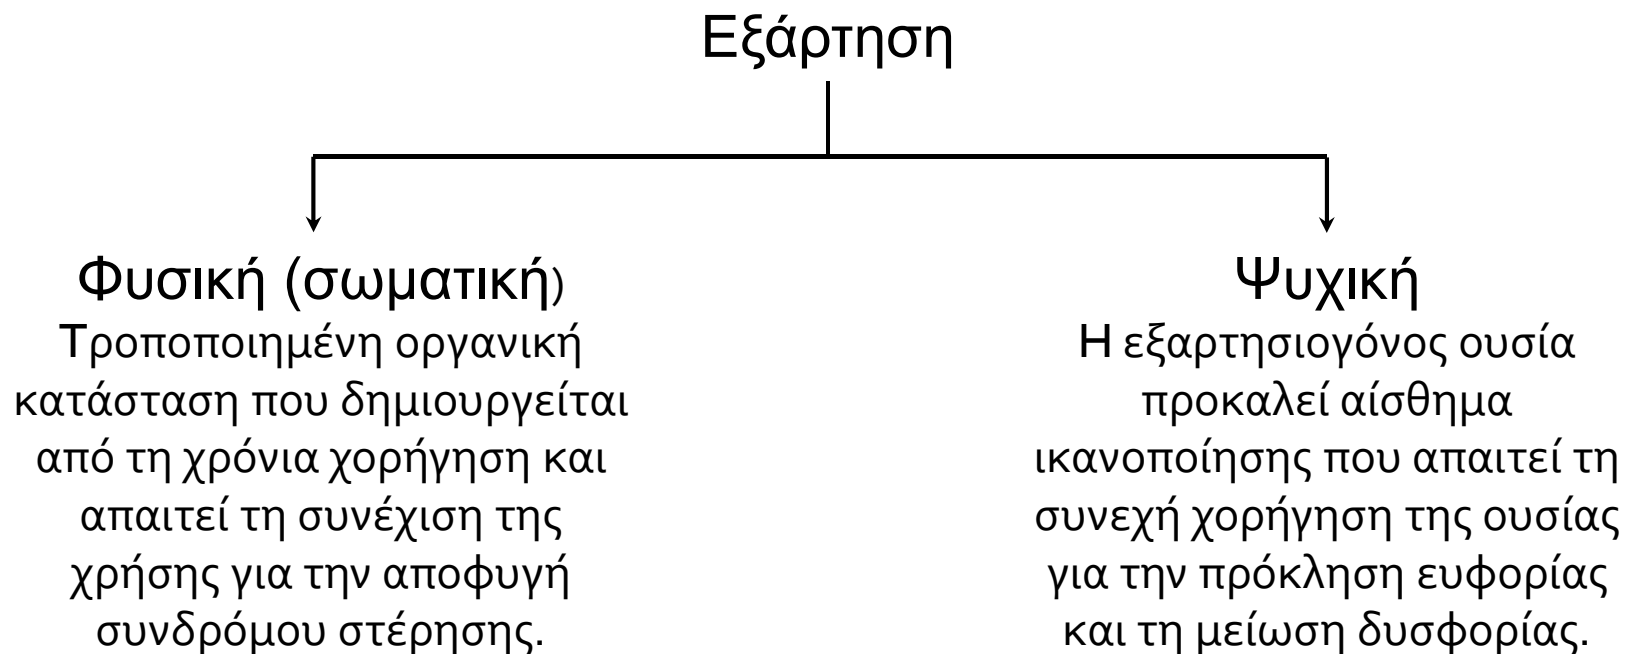 Εξάρτηση
Φυσική (σωματική)
Τροποποιημένη οργανική
κατάσταση που δημιουργείται
από τη χρόνια χορήγηση και
απαιτεί τη συνέχιση της
χρήσης για την αποφυγή
συνδρόμου στέρησης.
Ψυχική
Η εξαρτησιογόνος ουσία
προκαλεί αίσθημα
ικανοποίησης που απαιτεί τη
συνεχή χορήγηση της ουσίας
για την πρόκληση ευφορίας
και τη μείωση δυσφορίας.